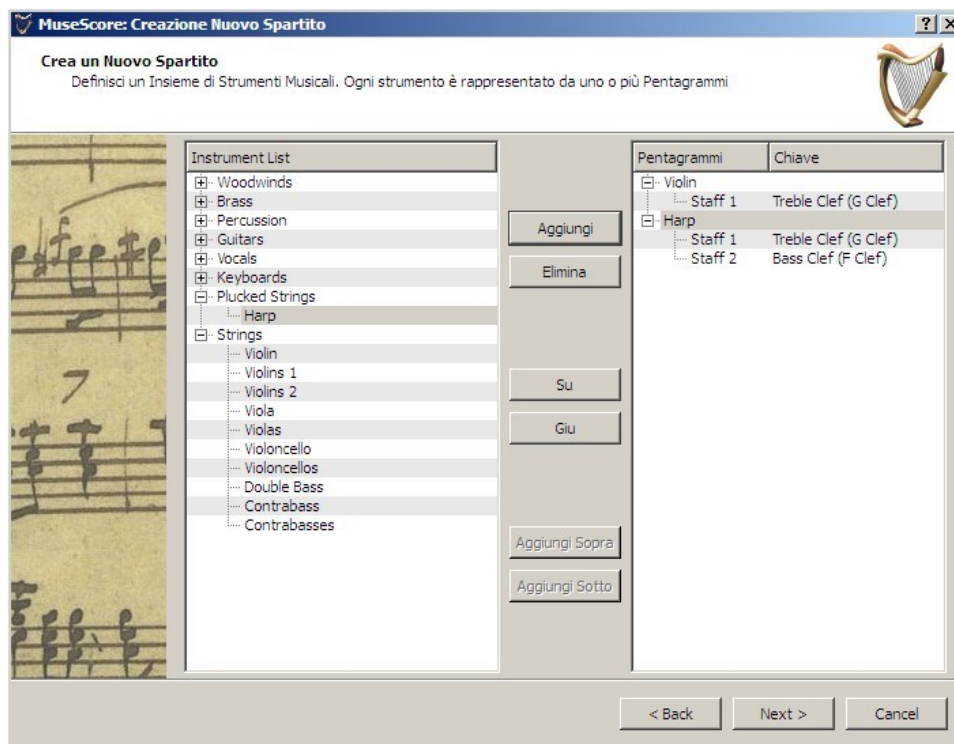 MuseScore: Creazione Nuovo Spartito
Crea un Nuovo Spartito
Definisci un Insieme di Strumenti Musicali. Ogni strumento è rappresentato da uno o più Pentagrammi
Instrument List
Woodwinds
Brass
Percussion
Guitars
Vocals
Keyboards
Plucked Strings
Harp
Strings
Violin
Violins 1
Violins 2
Viola
Violas
Violoncello
Violoncellos
Double Bass
Contrabass
Contrabasses
Aggiungi
Elimina
Su
Giu
Aggiungi Sopra
Aggiungi Sotto
Pentagrammi Chiave
Violin
Staff 1 Treble Clef (G Clef)
Harp
Staff 1 Treble Clef (G Clef)
Staff 2 Bass Clef (F Clef)
7
< Back Next > Cancel